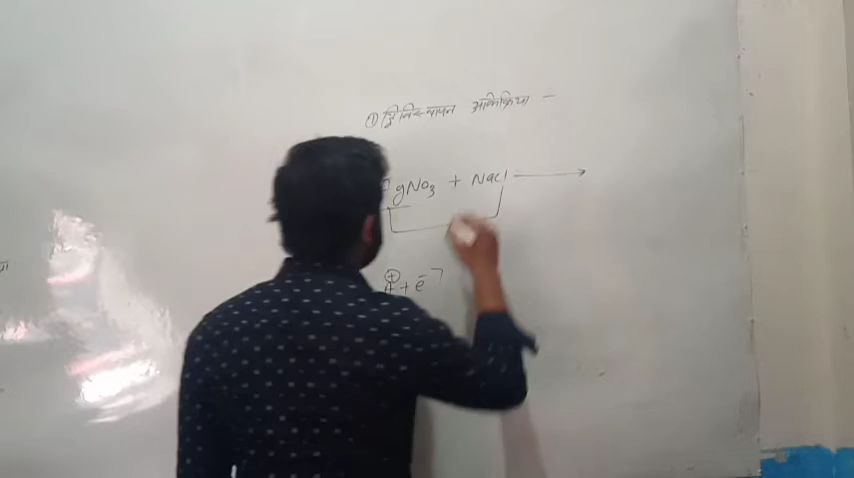 ① द्विविस्थापन अभिक्रिया –
gNO₃ + NaCl ⟶
A⊕ + e⁻